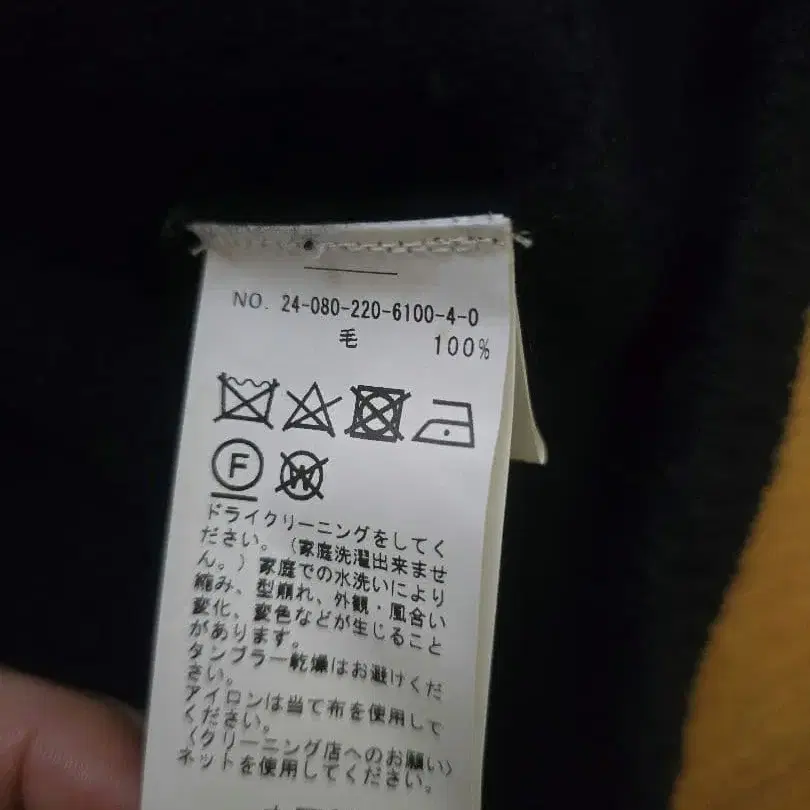 NO. 24-080-220-6100-4-0
毛 100%
F
W
ドライクリーニングをしてく
ださい。（家庭洗濯出来ませ
ん。）家庭での水洗いにより
縮み、型崩れ、外観・風合い
変化、変色などが生じること
があります。
タンブラー乾燥はお避けくだ
さい。
アイロンは当て布を使用して
ください。
〈クリーニング店へのお願い〉
ネットを使用してください。